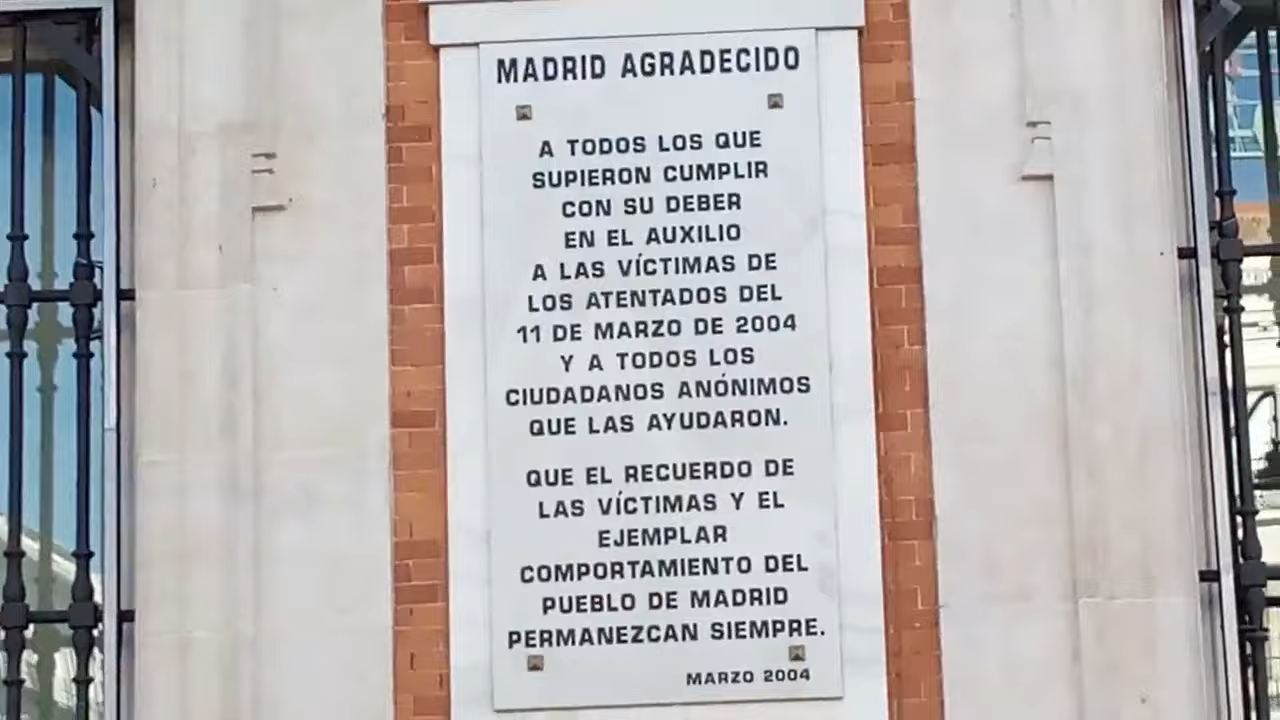 MADRID AGRADECIDO
A TODOS LOS QUE
SUPIERON CUMPLIR
CON SU DEBER
EN EL AUXILIO
A LAS VÍCTIMAS DE
LOS ATENTADOS DEL
11 DE MARZO DE 2004
Y A TODOS LOS
CIUDADANOS ANÓNIMOS
QUE LAS AYUDARON.
QUE EL RECUERDO DE
LAS VÍCTIMAS Y EL
EJEMPLAR
COMPORTAMIENTO DEL
PUEBLO DE MADRID
PERMANEZCAN SIEMPRE.
MARZO 2004